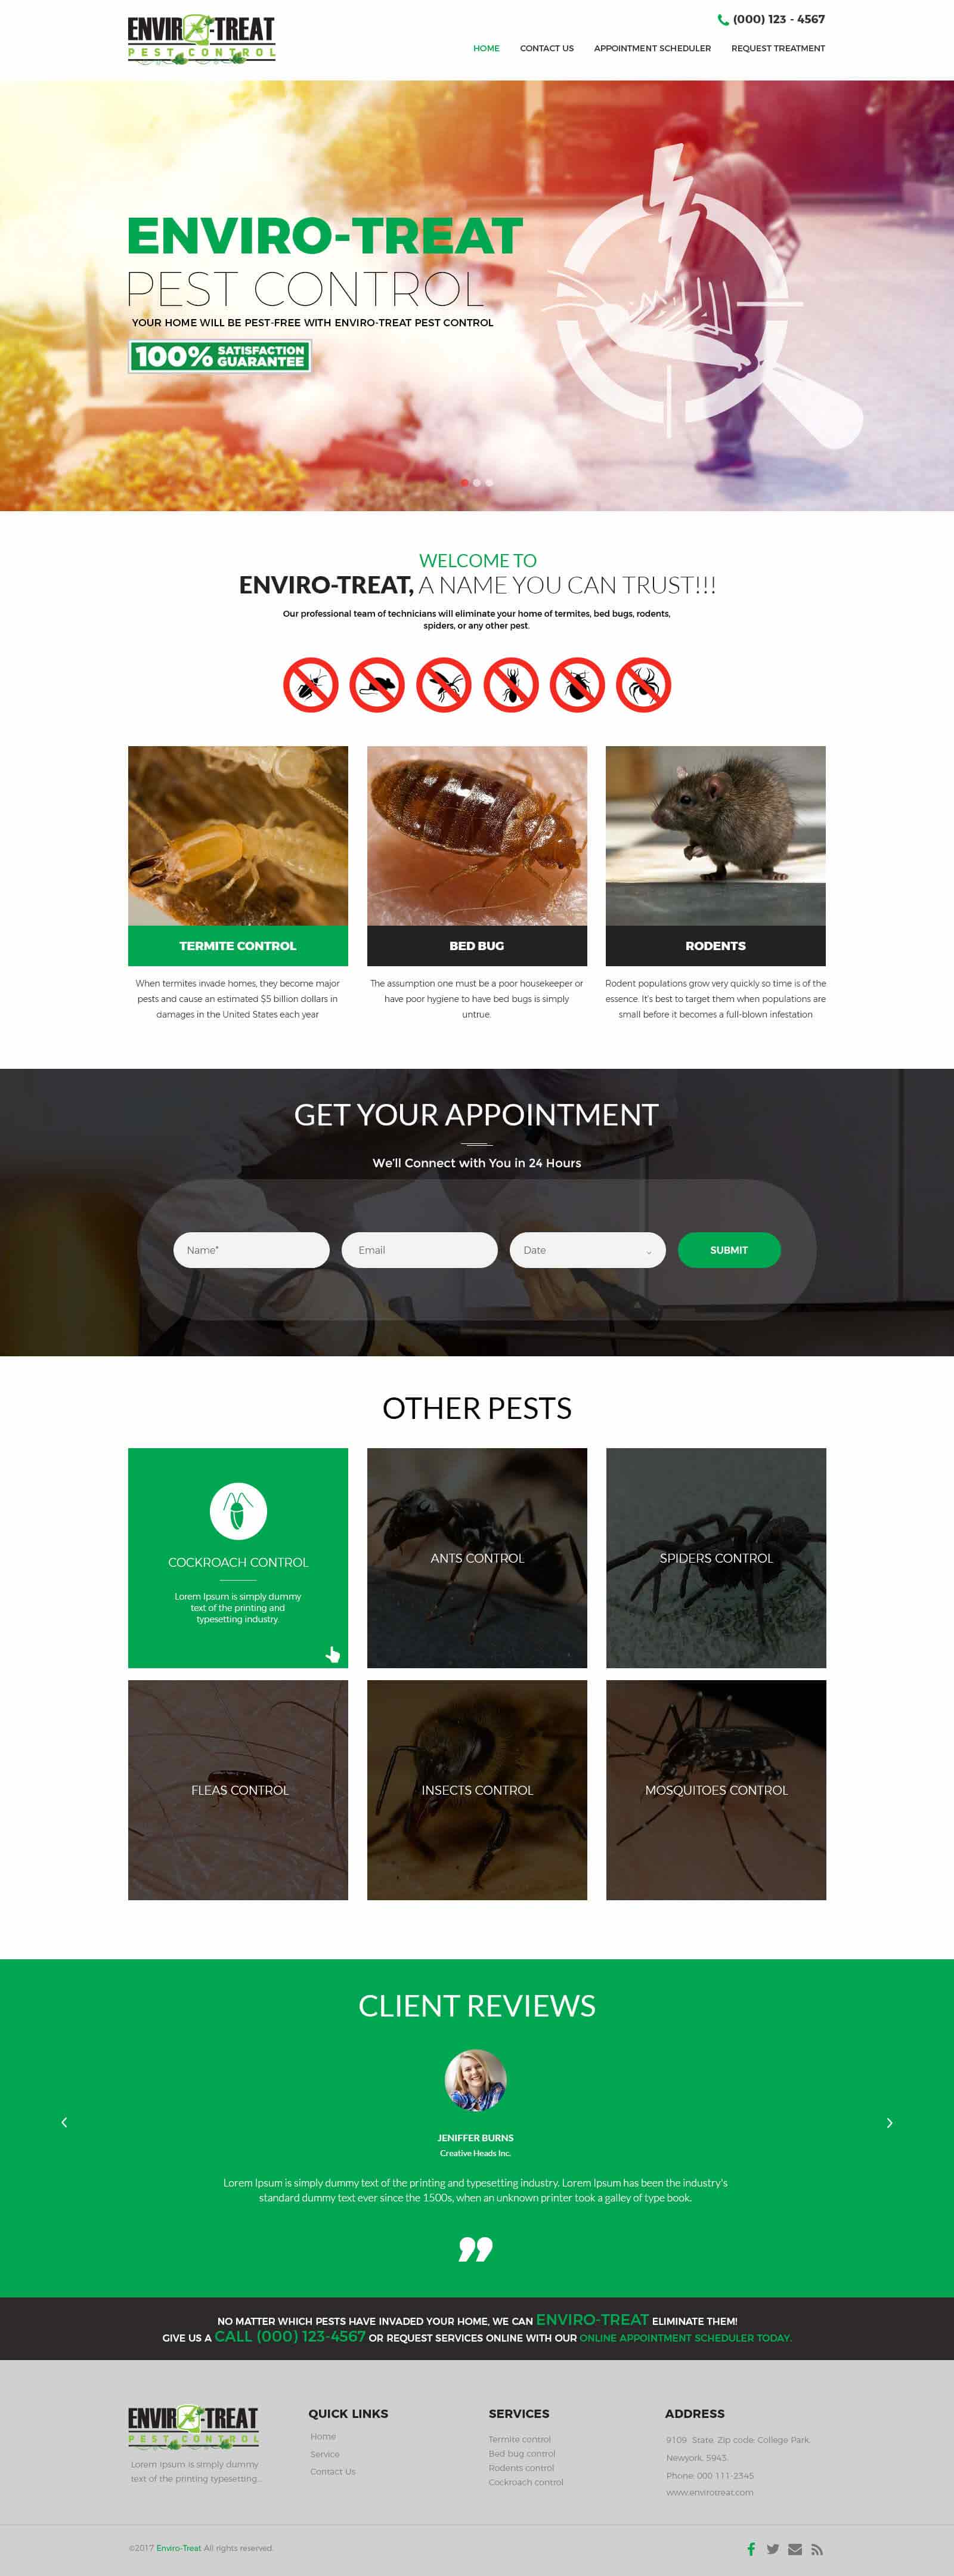 ENVIRO-TREAT
PEST CONTROL
(000) 123 - 4567
HOME CONTACT US APPOINTMENT SCHEDULER REQUEST TREATMENT
ENVIRO-TREAT
PEST CONTROL
YOUR HOME WILL BE PEST-FREE WITH ENVIRO-TREAT PEST CONTROL
100% SATISFACTION GUARANTEE
WELCOME TO
ENVIRO-TREAT, A NAME YOU CAN TRUST!!!
Our professional team of technicians will eliminate your home of termites, bed bugs, rodents,
spiders, or any other pest.
TERMITE CONTROL
When termites invade homes, they become major
pests and cause an estimated $5 billion dollars in
damages in the United States each year
BED BUG
The assumption one must be a poor housekeeper or
have poor hygiene to have bed bugs is simply
untrue.
RODENTS
Rodent populations grow very quickly so time is of the
essence. It's best to target them when populations are
small before it becomes a full-blown infestation
GET YOUR APPOINTMENT
We'll Connect with You in 24 Hours
Name* Email Date SUBMIT
OTHER PESTS
COCKROACH CONTROL
Lorem Ipsum is simply dummy
text of the printing and
typesetting industry.
ANTS CONTROL
SPIDERS CONTROL
FLEAS CONTROL
INSECTS CONTROL
MOSQUITOES CONTROL
CLIENT REVIEWS
JENIFFER BURNS
Creative Heads Inc.
Lorem Ipsum is simply dummy text of the printing and typesetting industry. Lorem Ipsum has been the industry's
standard dummy text ever since the 1500s, when an unknown printer took a galley of type book.
NO MATTER WHICH PESTS HAVE INVADED YOUR HOME, WE CAN ENVIRO-TREAT ELIMINATE THEM!
GIVE US A CALL (000) 123-4567 OR REQUEST SERVICES ONLINE WITH OUR ONLINE APPOINTMENT SCHEDULER TODAY.
ENVIRO-TREAT
PEST CONTROL
Lorem Ipsum is simply dummy
text of the printing typesetting...
QUICK LINKS
Home
Service
Contact Us
SERVICES
Termite control
Bed bug control
Rodents control
Cockroach control
ADDRESS
9109 State, Zip code, College Park,
Newyork, 5943.
Phone: 000 111-2345
www.envirotreat.com
©2017 Enviro-Treat All rights reserved.